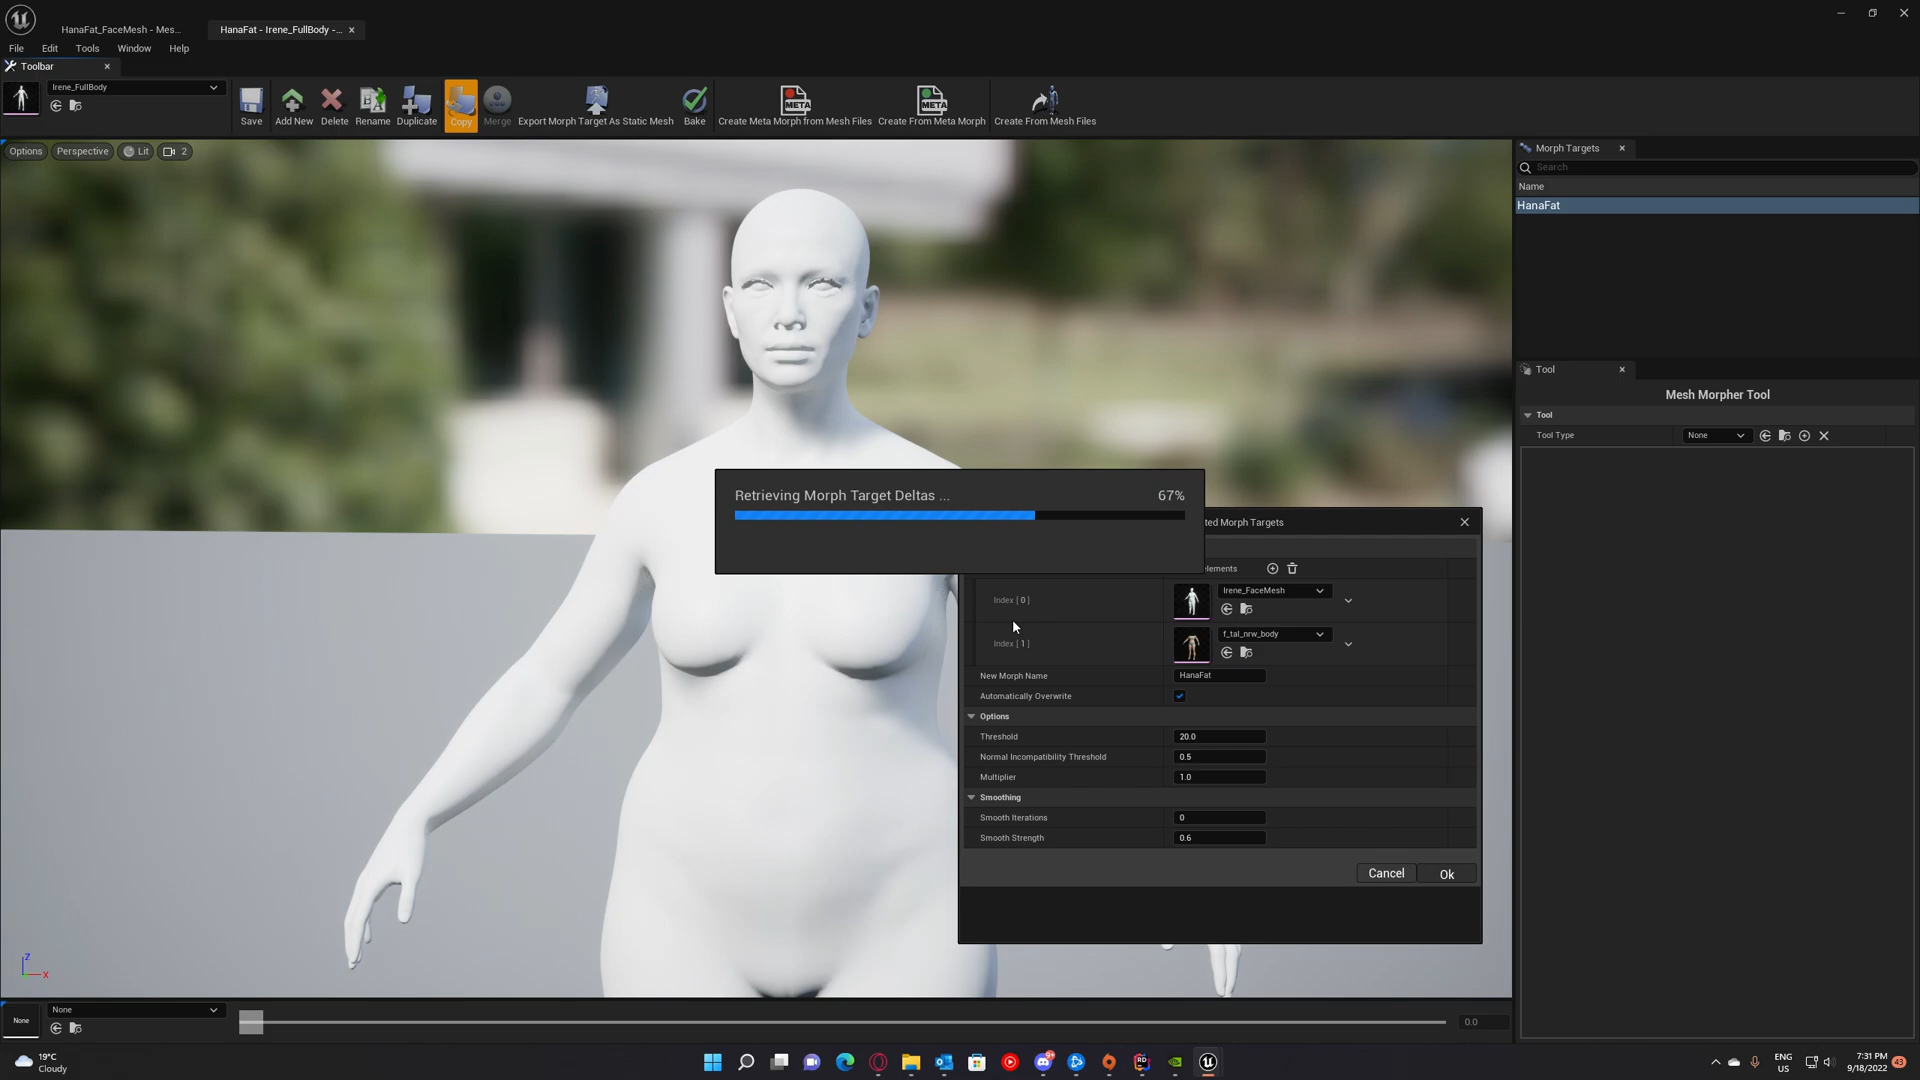 HanaFat_FaceMesh - Mes...
HanaFat - Irene_FullBody -...
File Edit Tools Window Help
Toolbar
Irene_FullBody
Save
Add New
Delete
Rename
Duplicate
Copy
Merge
Export Morph Target As Static Mesh
Bake
META
Create Meta Morph from Mesh Files
META
Create From Meta Morph
Create From Mesh Files
Options
Perspective
Lit
2
Morph Targets
Search
Name
HanaFat
Tool
Mesh Morpher Tool
Tool
Tool Type
None
Retrieving Morph Target Deltas ...
67%
ted Morph Targets
elements
Index [ 0 ]
Irene_FaceMesh
Index [ 1 ]
f_tal_nrw_body
New Morph Name
HanaFat
Automatically Overwrite
Options
Threshold
20.0
Normal Incompatibility Threshold
0.5
Multiplier
1.0
Smoothing
Smooth Iterations
0
Smooth Strength
0.6
Cancel
Ok
Z
X
None
None
0.0
19°C
Cloudy
ENG
US
7:31 PM
9/18/2022
43